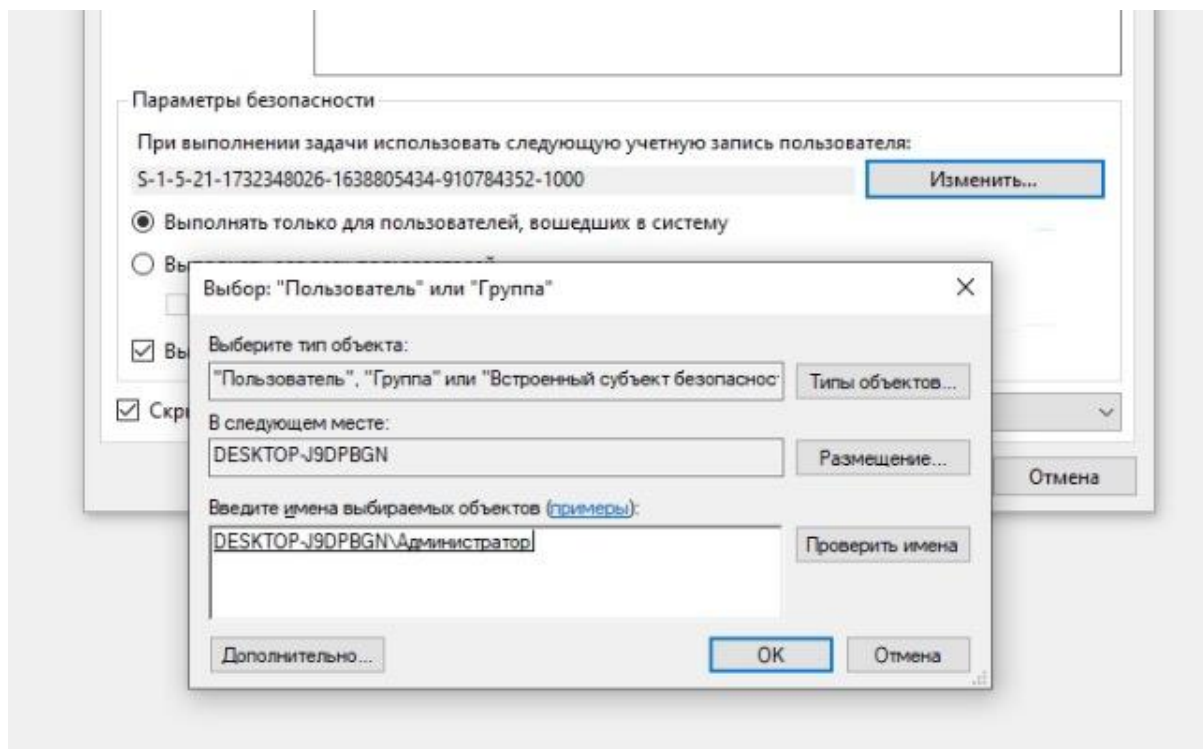 Параметры безопасности
При выполнении задачи использовать следующую учетную запись пользователя:
S-1-5-21-1732348026-1638805434-910784352-1000
Изменить...
Выполнять только для пользователей, вошедших в систему
Выбор: "Пользователь" или "Группа"
Выберите тип объекта:
"Пользователь", "Группа" или "Встроенный субъект безопаснос
Типы объектов...
В следующем месте:
DESKTOP-J9DPBGN
Размещение...
Введите имена выбираемых объектов (примеры):
DESKTOP-J9DPBGN\Администратор
Проверить имена
Дополнительно...
ОК
Отмена
Вы
Скры
Отмена